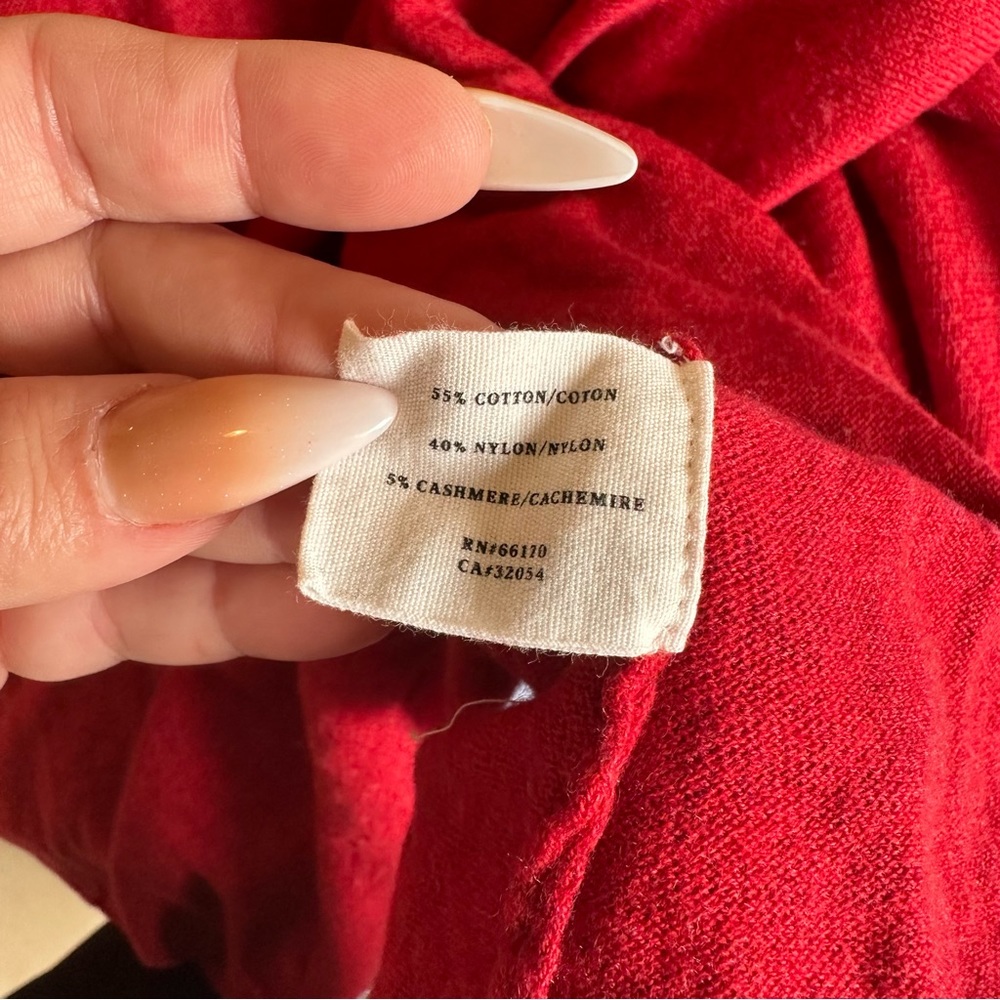 55% COTTON/COTON
40% NYLON/NYLON
5% CASHMERE/CACHEMIRE
RN#66170
CA#32054